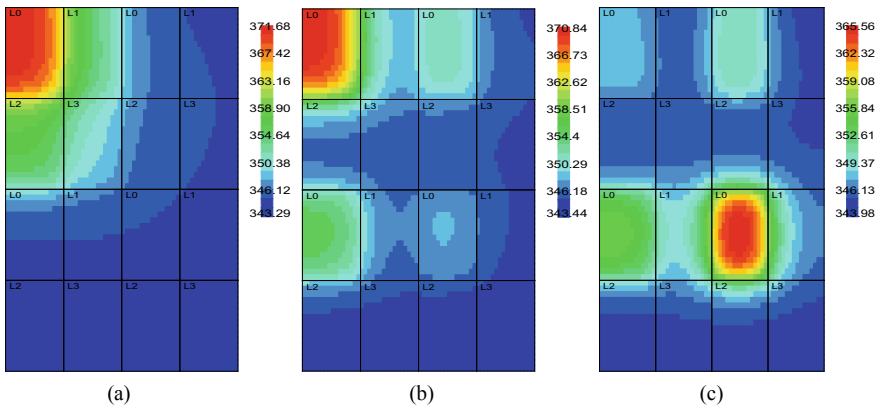 L0 L1 L0 L1
L2 L3 L2 L3
L0 L1 L0 L1
L2 L3 L2 L3
371.68
367.42
363.16
358.90
354.64
350.38
346.12
343.29
(a)
L0 L1 L0 L1
L2 L3 L2 L3
L0 L1 L0 L1
L2 L3 L2 L3
370.84
366.73
362.62
358.51
354.4
350.29
346.18
343.44
(b)
L0 L1 L0 L1
L2 L3 L2 L3
L0 L1 L0 L1
L2 L3 L2 L3
365.56
362.32
359.08
355.84
352.61
349.37
346.13
343.98
(c)